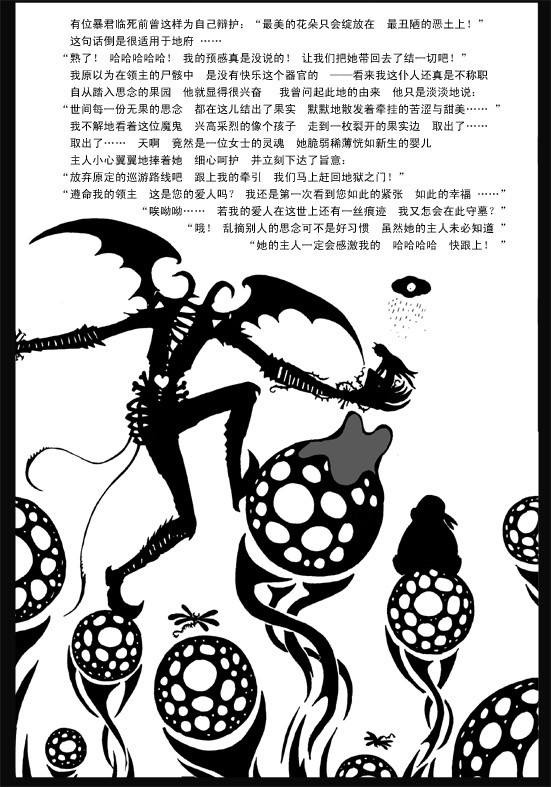 有位暴君临死前曾这样为自己辩护：“最美的花朵只会绽放在 最丑陋的恶土上！”
这句话倒是很适用于地府 ……
“熟了！ 哈哈哈哈哈！ 我的预感真是没说的！ 让我们把她带回去了结一切吧！”
我原以为在领主的尸骸中 是没有快乐这个器官的 ——看来我这仆人还真是不称职
自从踏入思念的果园 他就显得很兴奋 我曾问起此地的由来 他只是淡淡地说：
“世间每一份无果的思念 都在这儿结出了果实 默默地散发着牵挂的苦涩与甜美…… ”
我不解地看着这位魔鬼 兴高采烈的像个孩子 走到一枚裂开的果实边 取出了……
取出了…… 天啊 竟然是一位女士的灵魂 她脆弱稀薄恍如新生的婴儿
主人小心翼翼地捧着她 细心呵护 并立刻下达了旨意：
“放弃原定的巡游路线吧 跟上我的牵引 我们马上赶回地狱之门！”
“遵命我的领主 这是您的爱人吗？ 我还是第一次看到您如此的紧张 如此的幸福 ……”
“唉呦呦…… 若我的爱人在这世上还有一丝痕迹 我又怎会在此守墓？”
“哦！ 乱摘别人的思念可不是好习惯 虽然她的主人未必知道 ”
“她的主人一定会感激我的 哈哈哈哈 快跟上！ ”